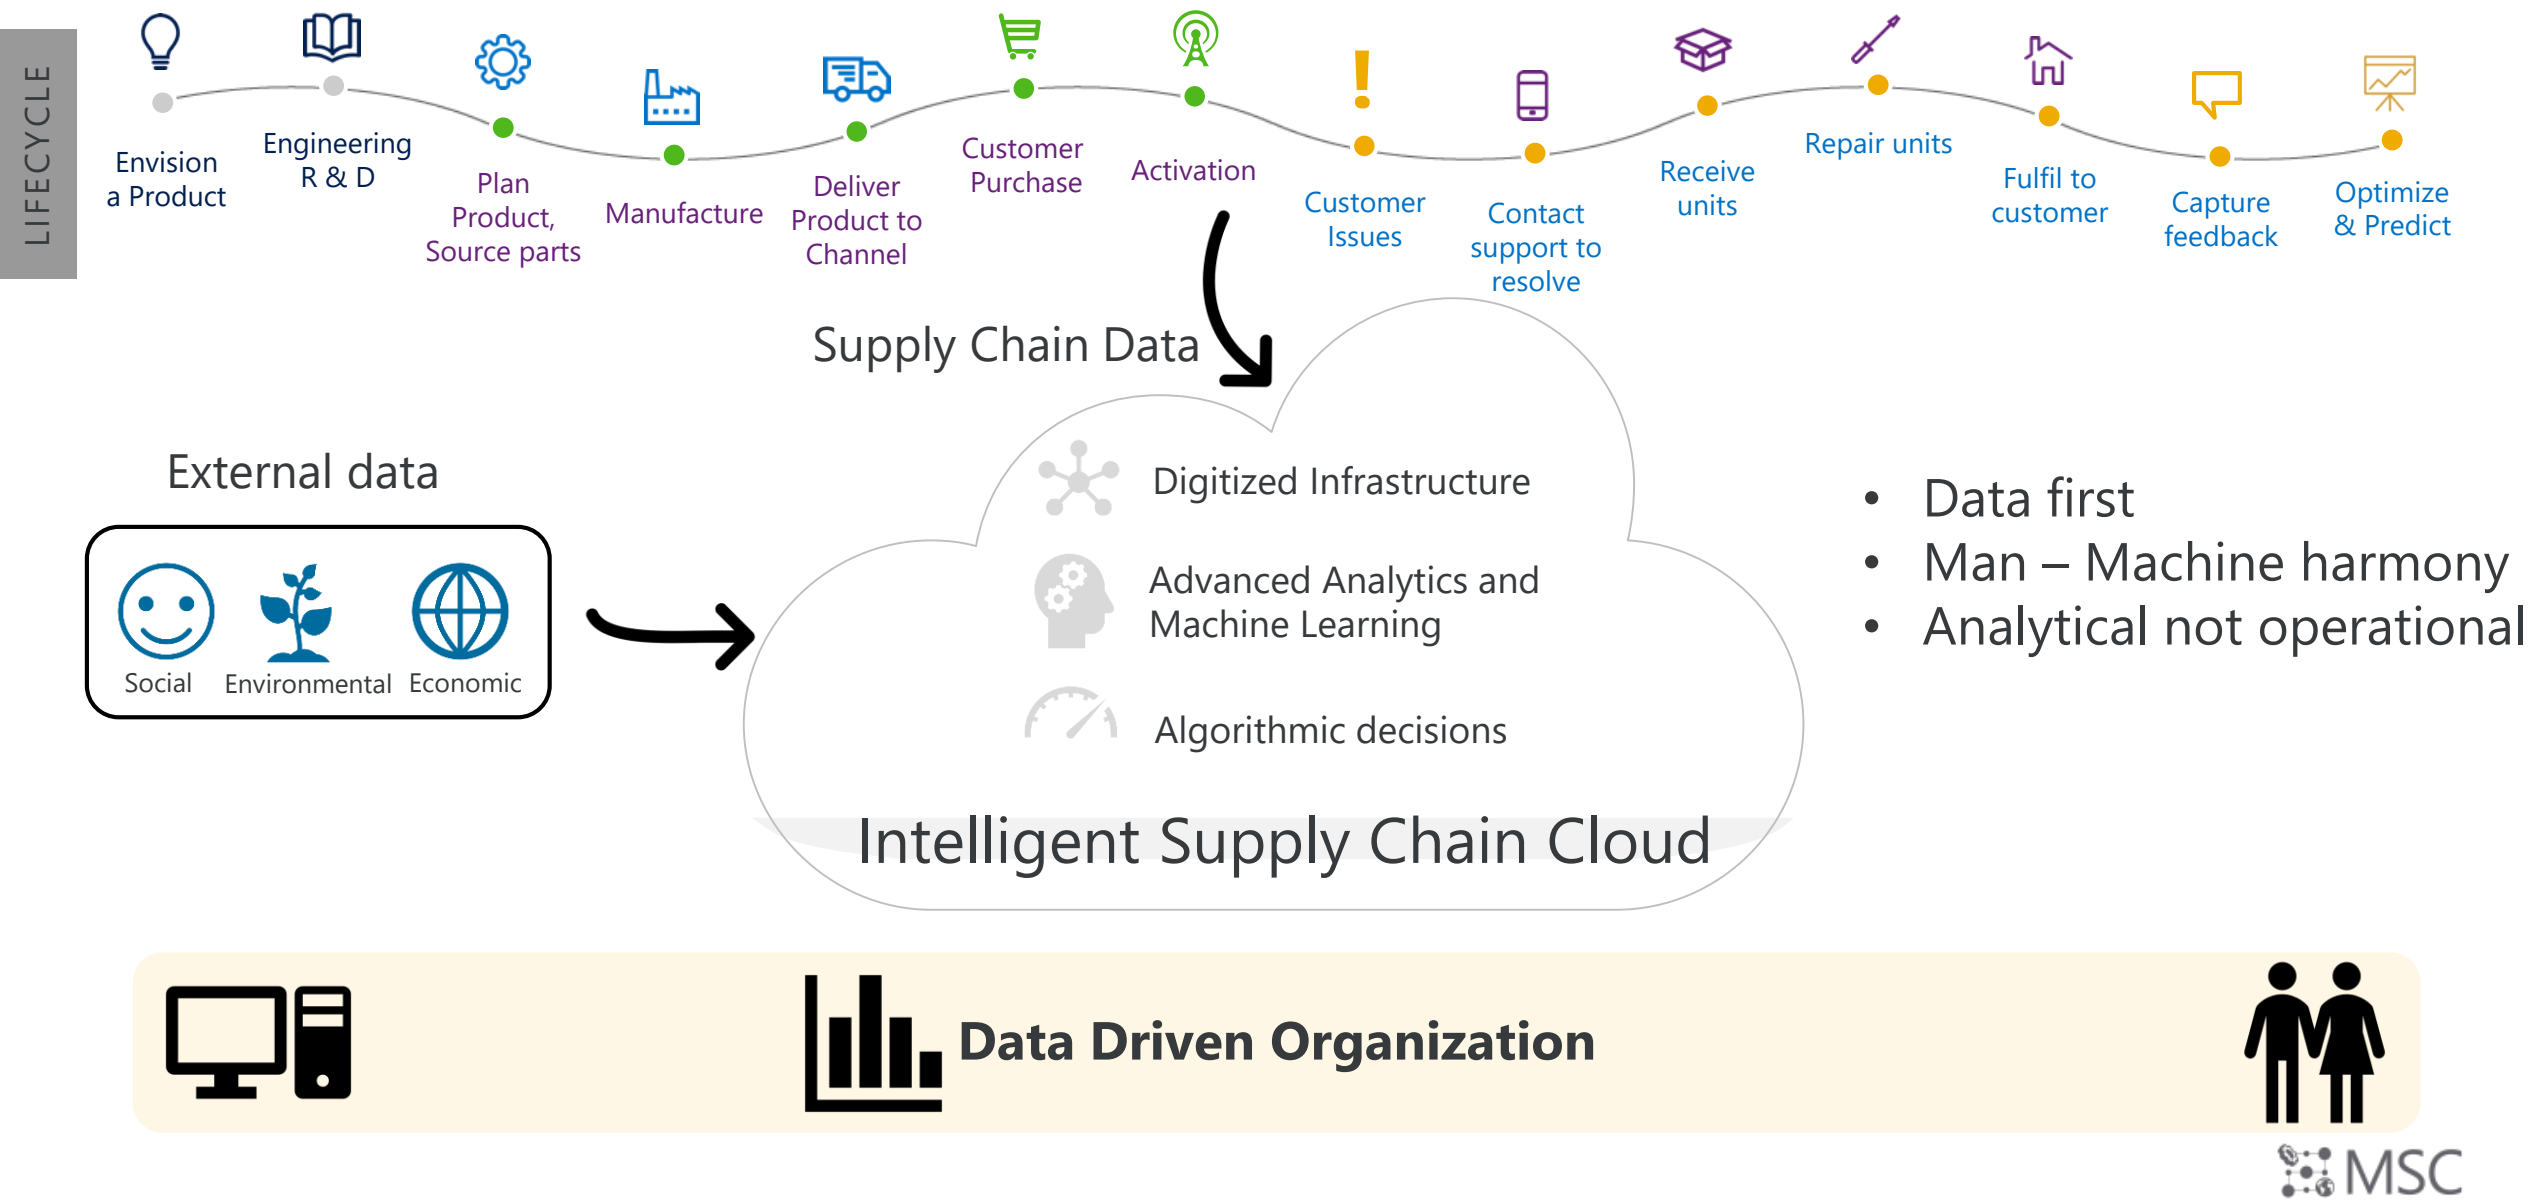 LIFECYCLE
Envision
a Product
Engineering
R & D
Plan
Product,
Source parts
Manufacture
Deliver
Product to
Channel
Customer
Purchase
Activation
Customer
Issues
Contact
support to
resolve
Receive
units
Repair units
Fulfil to
customer
Capture
feedback
Optimize
& Predict
Supply Chain Data
External data
Social
Environmental
Economic
Digitized Infrastructure
Advanced Analytics and
Machine Learning
Algorithmic decisions
Intelligent Supply Chain Cloud
• Data first
• Man – Machine harmony
• Analytical not operational
Data Driven Organization
MSC